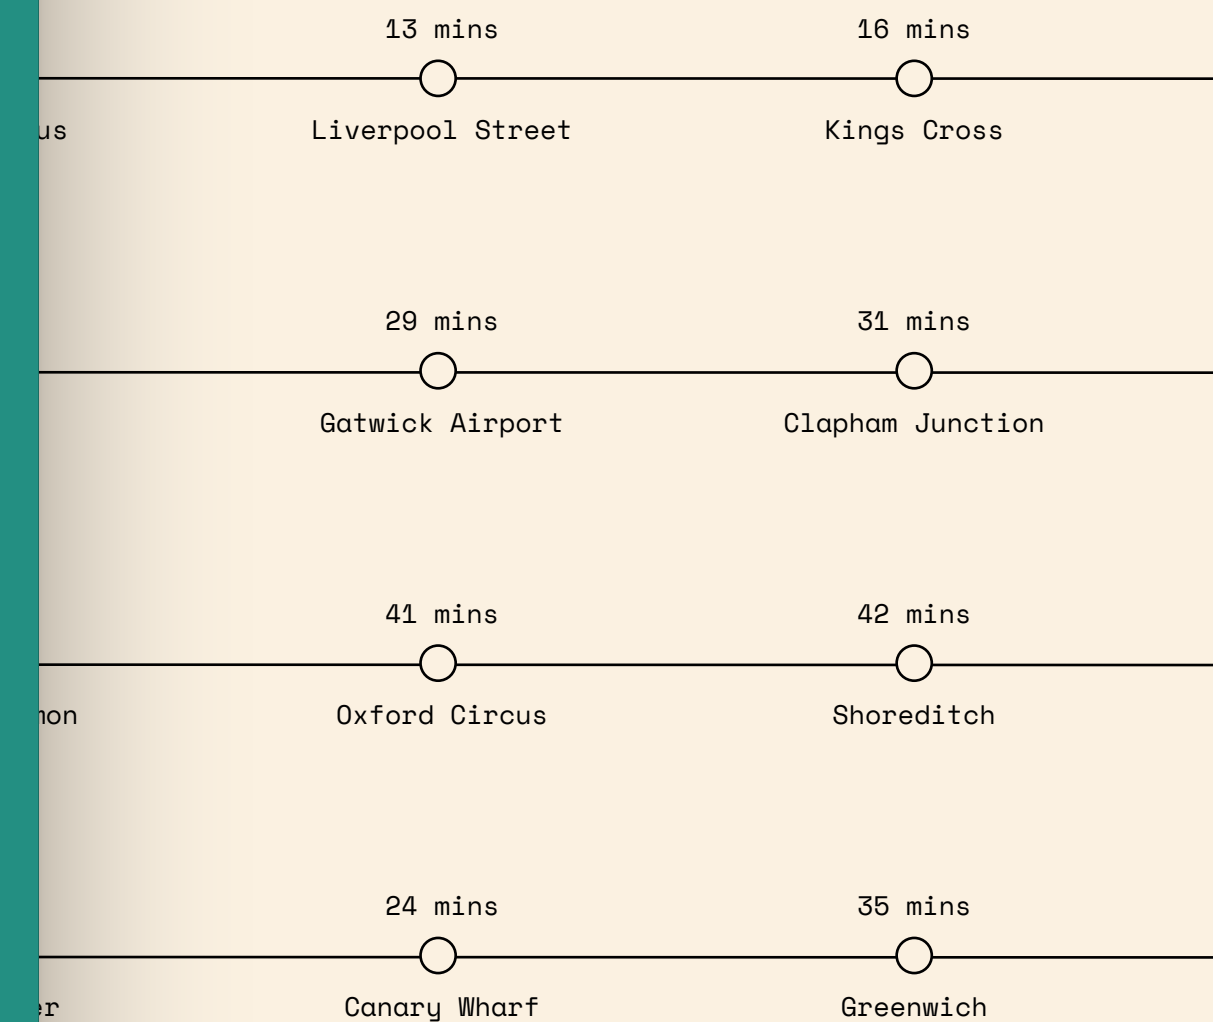 13 mins 16 mins
Liverpool Street Kings Cross
29 mins 31 mins
Gatwick Airport Clapham Junction
41 mins 42 mins
Oxford Circus Shoreditch
24 mins 35 mins
Canary Wharf Greenwich